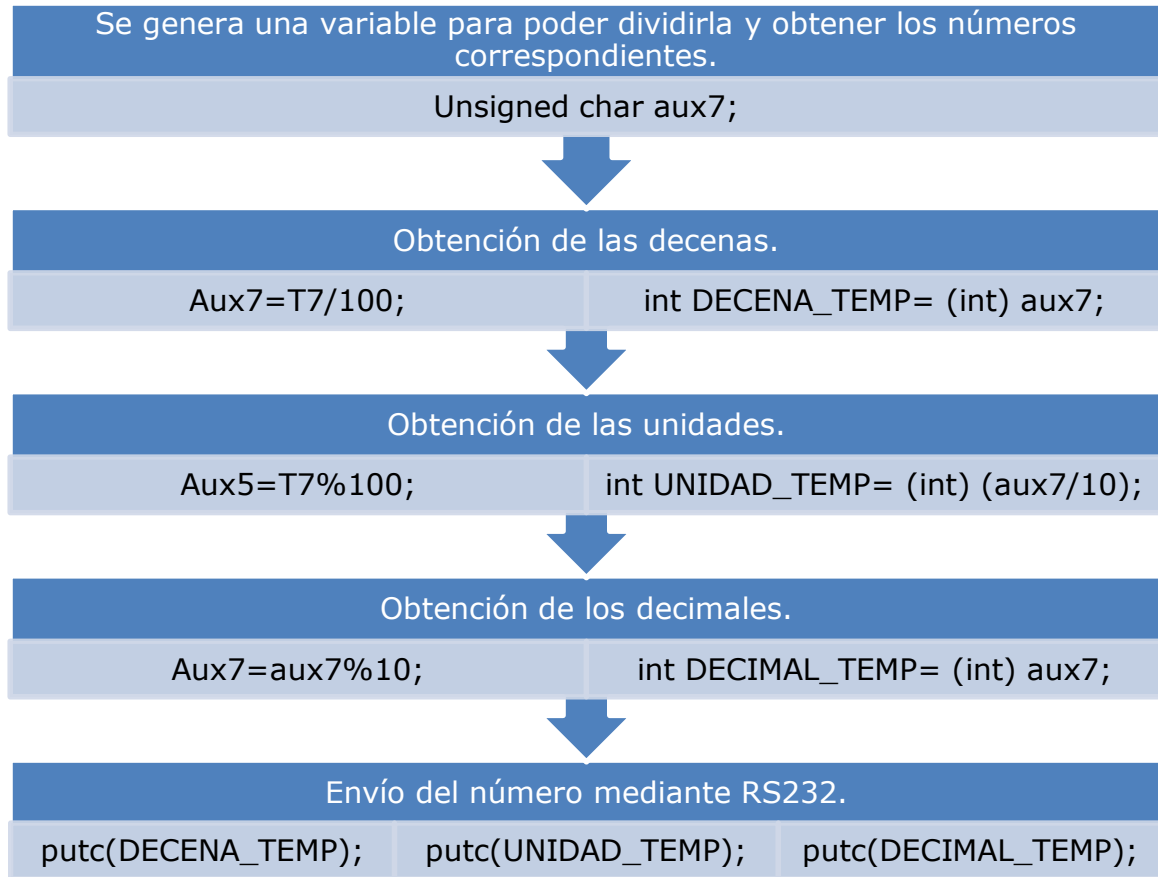 Se genera una variable para poder dividirla y obtener los números
correspondientes.
Unsigned char aux7;
Obtención de las decenas.
Aux7=T7/100;
int DECENA_TEMP= (int) aux7;
Obtención de las unidades.
Aux5=T7%100;
int UNIDAD_TEMP= (int) (aux7/10);
Obtención de los decimales.
Aux7=aux7%10;
int DECIMAL_TEMP= (int) aux7;
Envío del número mediante RS232.
putc(DECENA_TEMP);
putc(UNIDAD_TEMP);
putc(DECIMAL_TEMP);